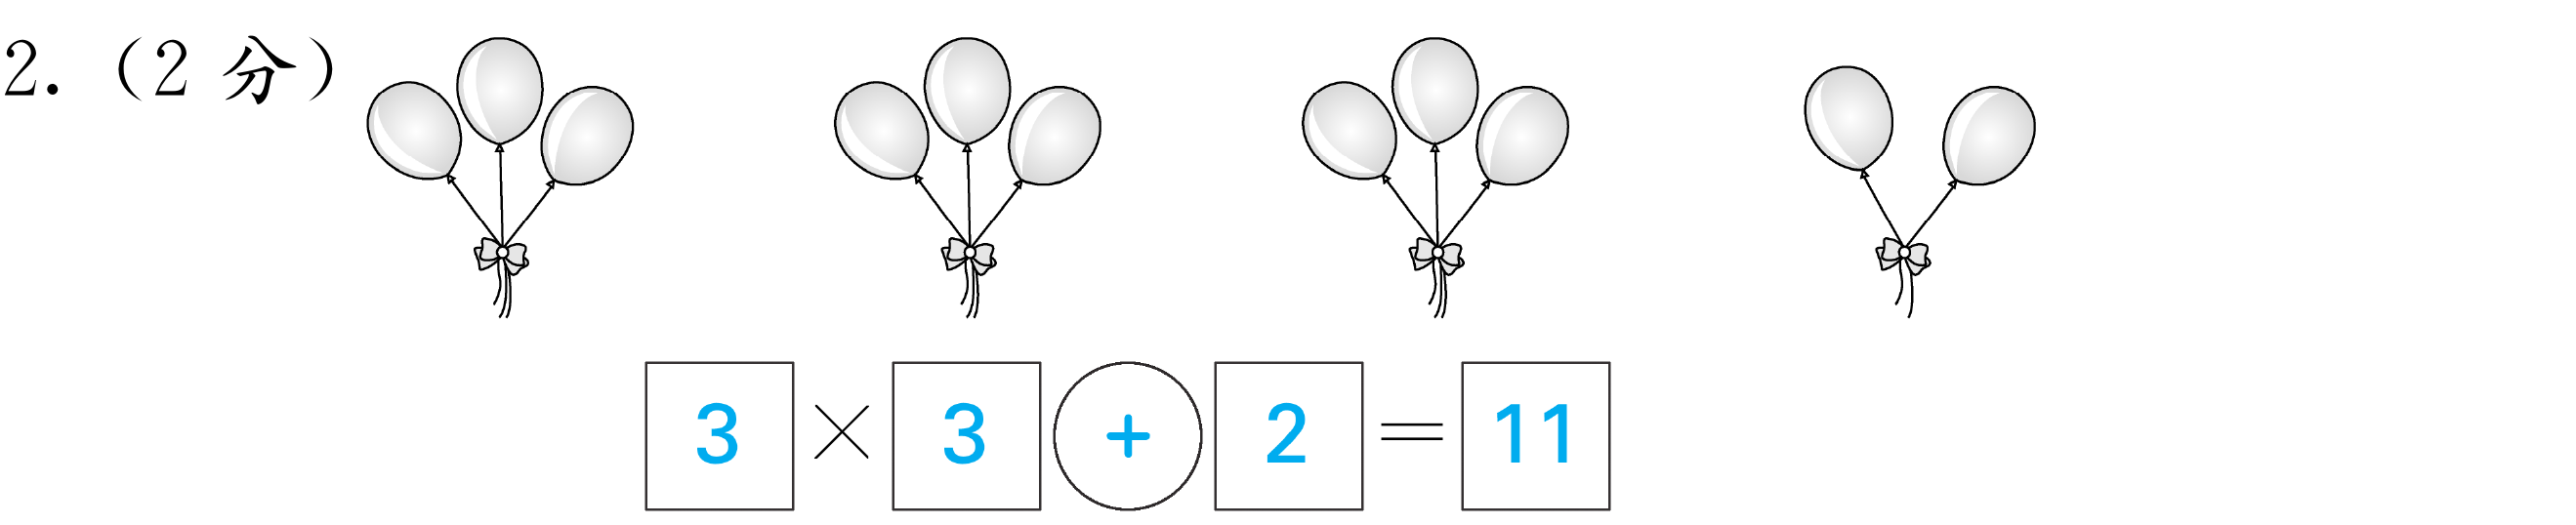 2.（2 分）
3 × 3 + 2 = 11